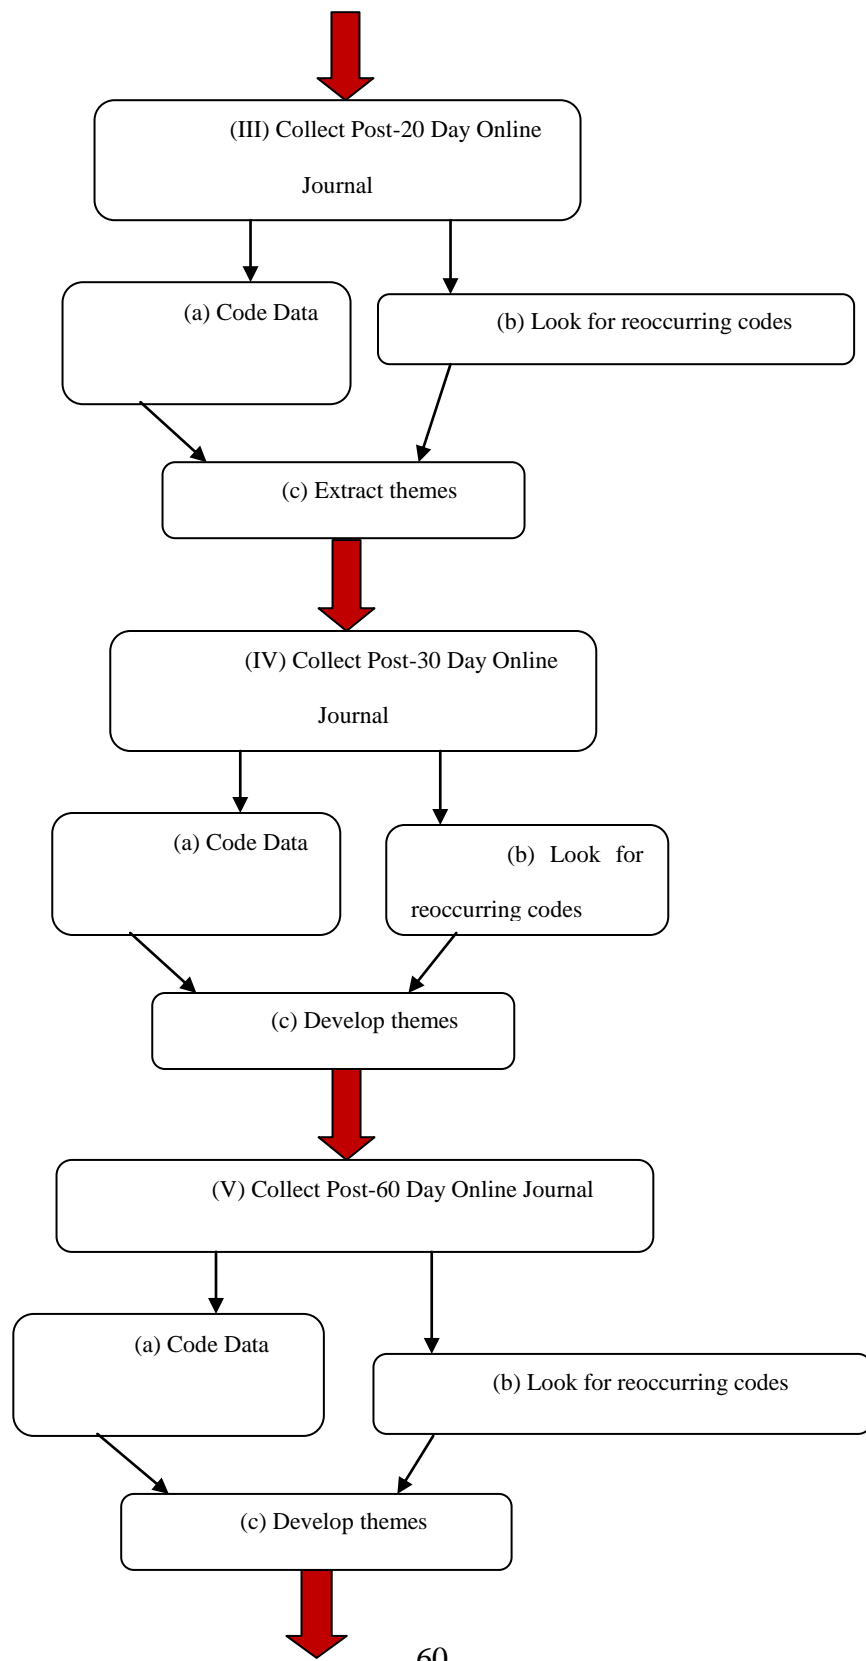 (III) Collect Post-20 Day Online
Journal
(a) Code Data
(b) Look for reoccurring codes
(c) Extract themes
(IV) Collect Post-30 Day Online
Journal
(a) Code Data
(b) Look for
reoccurring codes
(c) Develop themes
(V) Collect Post-60 Day Online Journal
(a) Code Data
(b) Look for reoccurring codes
(c) Develop themes
60